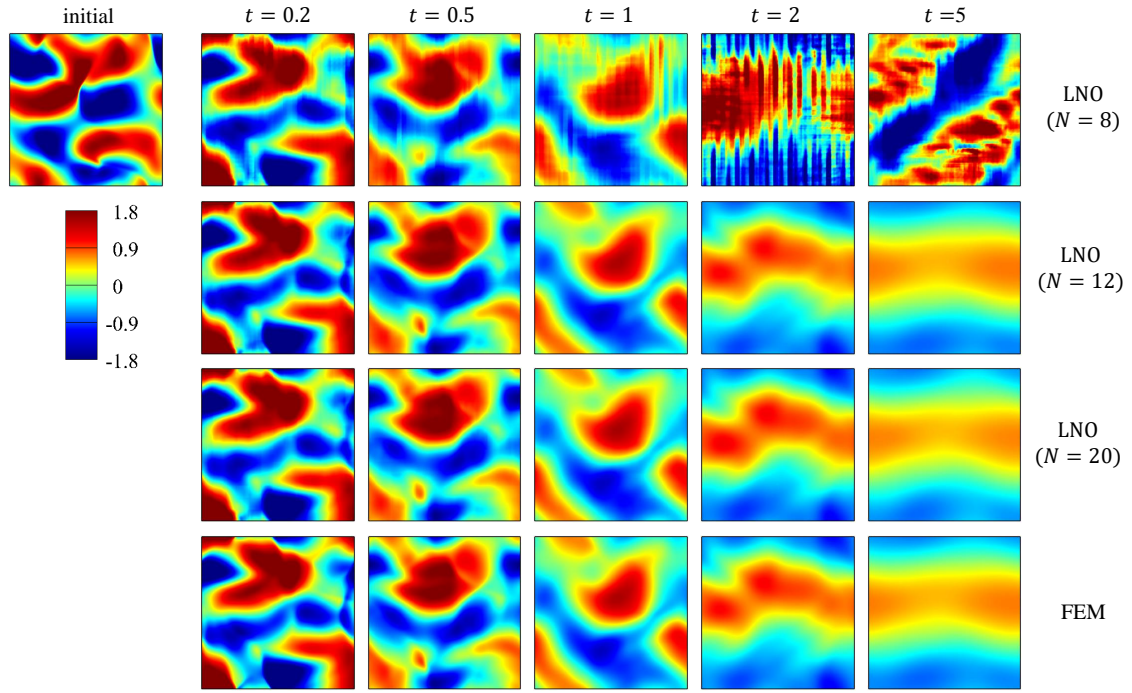 initial
t = 0.2
t = 0.5
t = 1
t = 2
t =5
LNO
(N = 8)
1.8
0.9
0
-0.9
-1.8
LNO
(N = 12)
LNO
(N = 20)
FEM